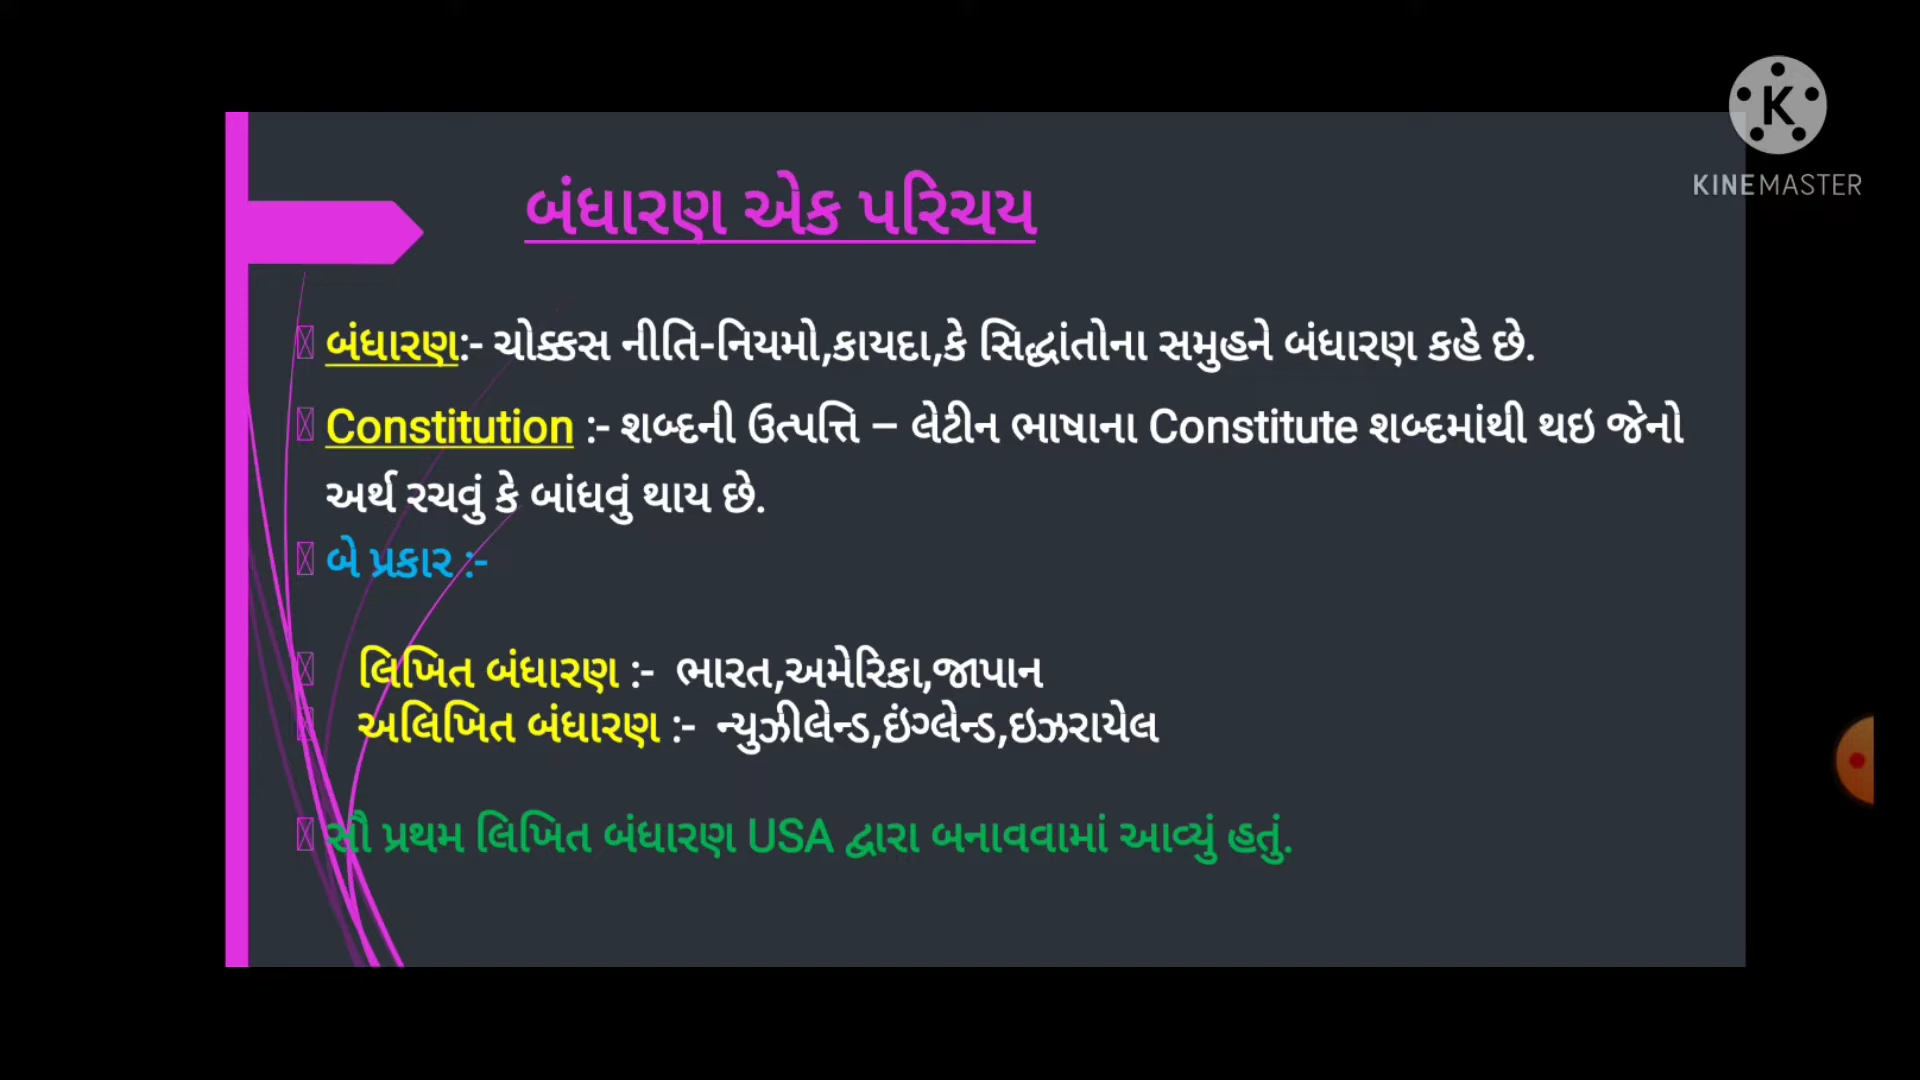 K
KINEMASTER
બંધારણ એક પરિચય
બંધારણ:- ચોક્કસ નીતિ-નિયમો,કાયદા,કે સિદ્ધાંતોના સમુહને બંધારણ કહે છે.
Constitution :- શબ્દની ઉત્પત્તિ – લેટીન ભાષાના Constitute શબ્દમાંથી થઇ જેનો
અર્થ રચવું કે બાંધવું થાય છે.
બે પ્રકાર :-
લિખિત બંધારણ :- ભારત,અમેરિકા,જાપાન
અલિખિત બંધારણ :- ન્યુઝીલેન્ડ,ઇંગ્લેન્ડ,ઇઝરાયેલ
સૌ પ્રથમ લિખિત બંધારણ USA દ્વારા બનાવવામાં આવ્યું હતું.